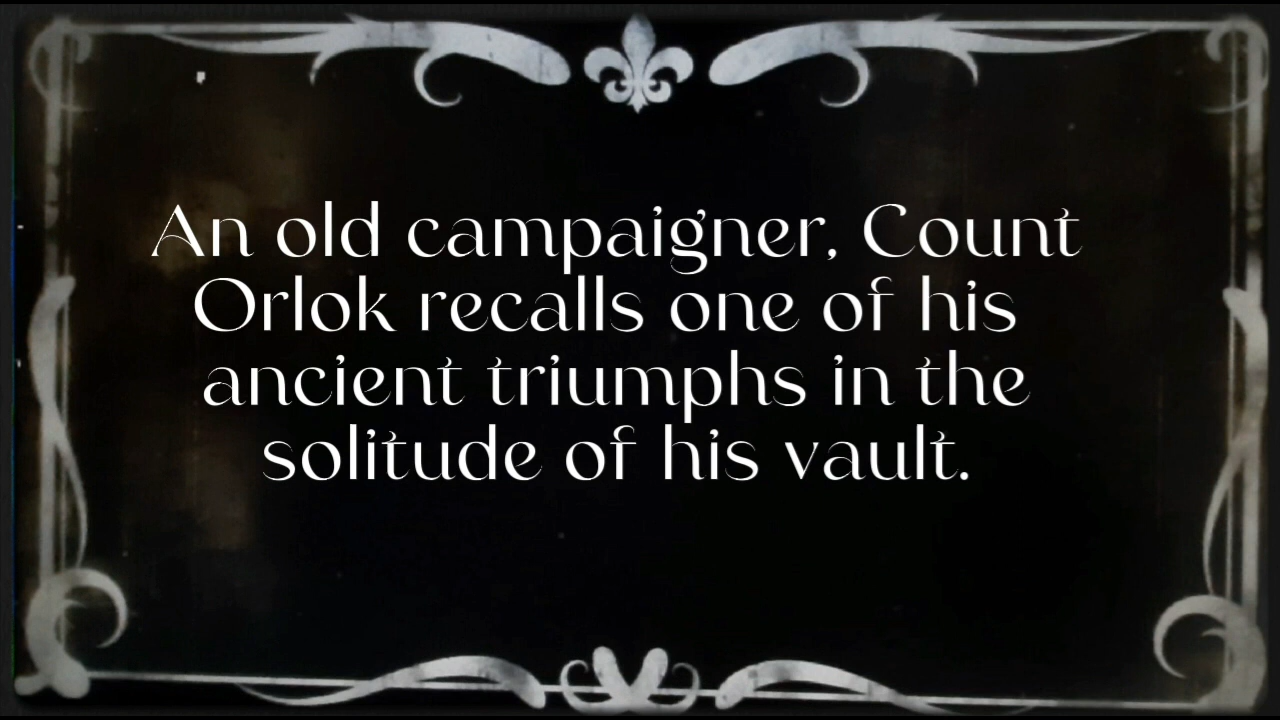 An old campaigner, Count
Orlok recalls one of his
ancient triumphs in the
solitude of his vault.